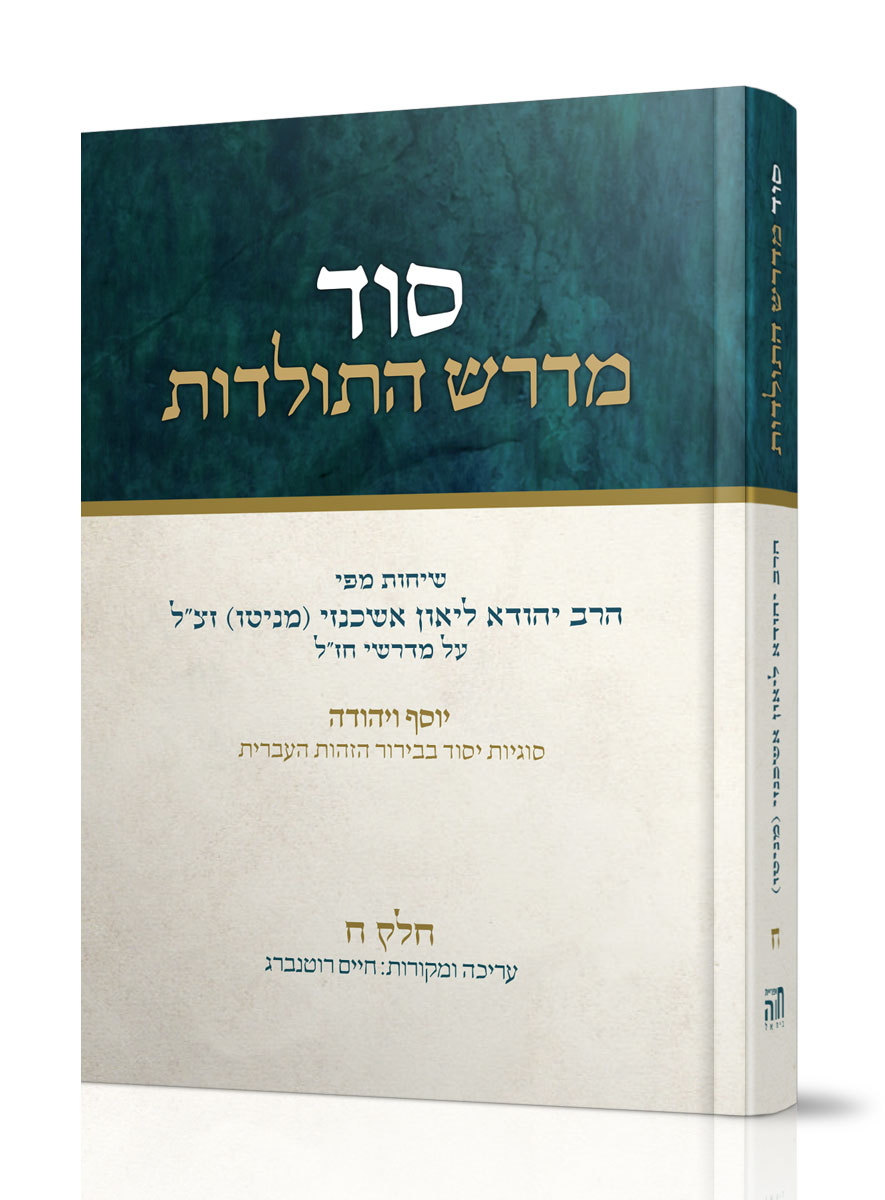 סוד
מדרש התולדות
שיחות מפי
הרב יהודא ליאון אשכנזי (מניטו) זצ״ל
על מדרשי חז״ל
יוסף ויהודה
סוגיות יסוד בבירור הזהות העברית
חלק ח
עריכה ומקורות: חיים רוטנברג
סוד מדרש התולדות
הרב יהודא ליאון אשכנזי (מניטו)
ח
חוה